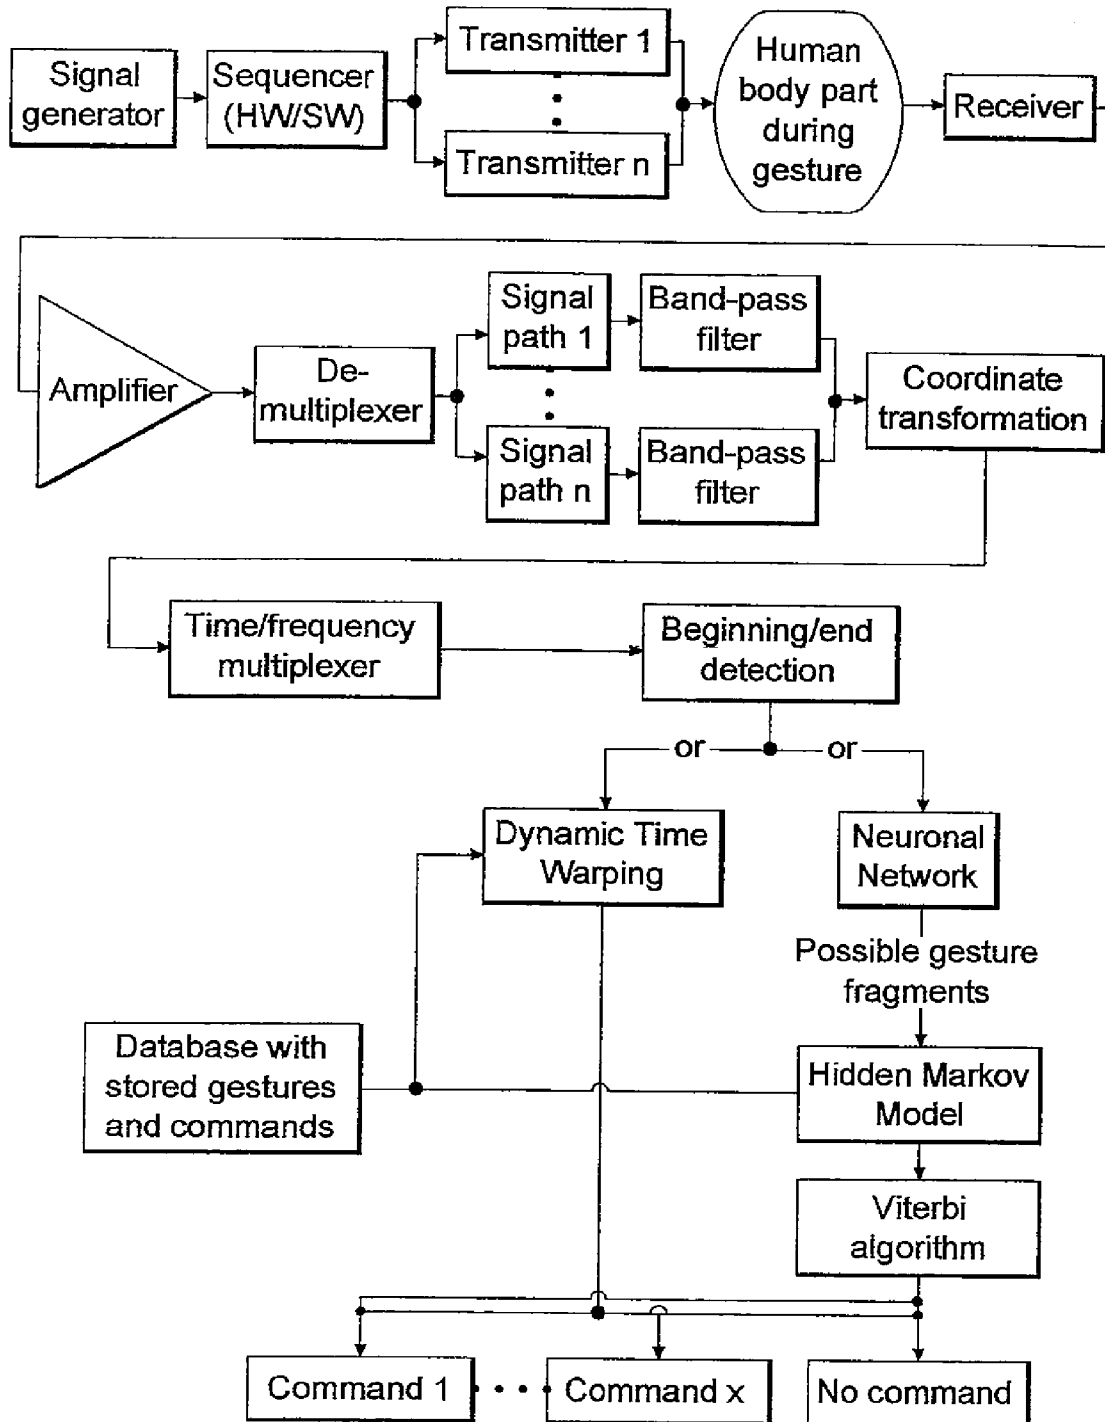 Signal
generator
Sequencer
(HW/SW)
Transmitter 1
Transmitter n
Human
body part
during
gesture
Receiver
Amplifier
De-
multiplexer
Signal
path 1
Band-pass
filter
Signal
path n
Band-pass
filter
Coordinate
transformation
Time/frequency
multiplexer
Beginning/end
detection
or
or
Dynamic Time
Warping
Neuronal
Network
Possible gesture
fragments
Database with
stored gestures
and commands
Hidden Markov
Model
Viterbi
algorithm
Command 1
Command x
No command